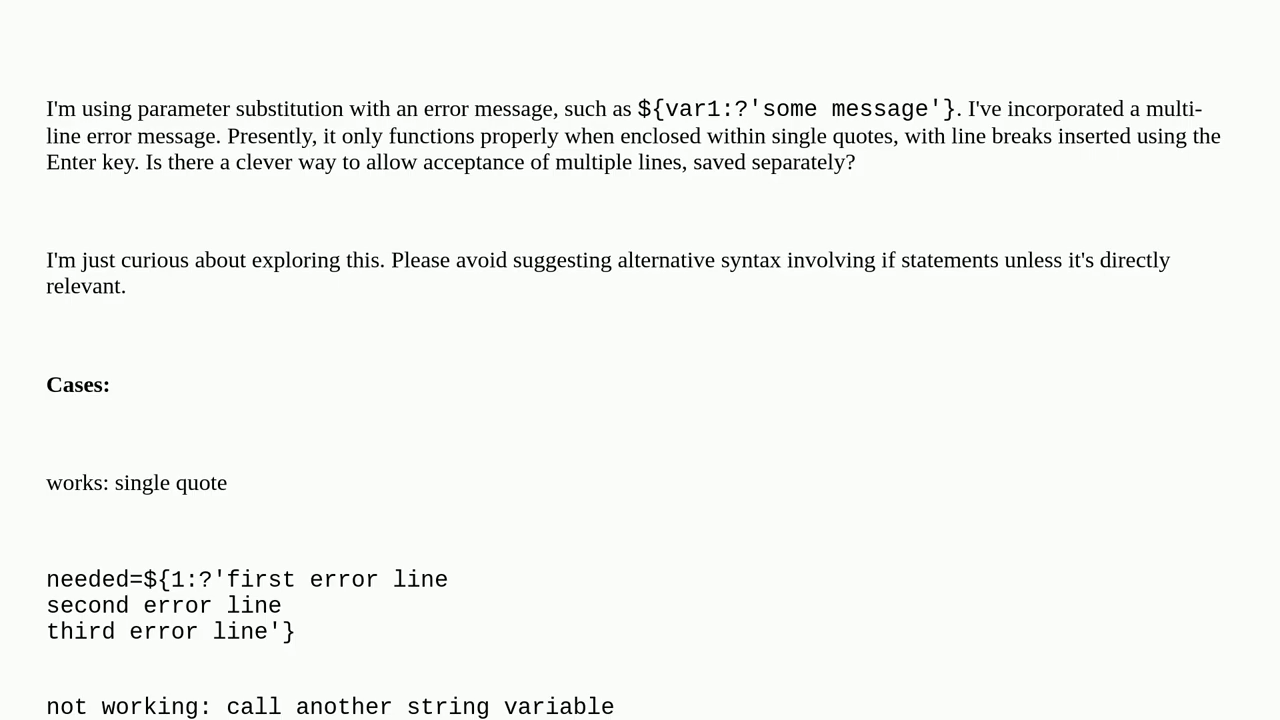 I'm using parameter substitution with an error message, such as ${var1:?'some message'}. I've incorporated a multi-
line error message. Presently, it only functions properly when enclosed within single quotes, with line breaks inserted using the
Enter key. Is there a clever way to allow acceptance of multiple lines, saved separately?
I'm just curious about exploring this. Please avoid suggesting alternative syntax involving if statements unless it's directly
relevant.
Cases:
works: single quote
needed=${1:?'first error line
second error line
third error line'}
not working: call another string variable